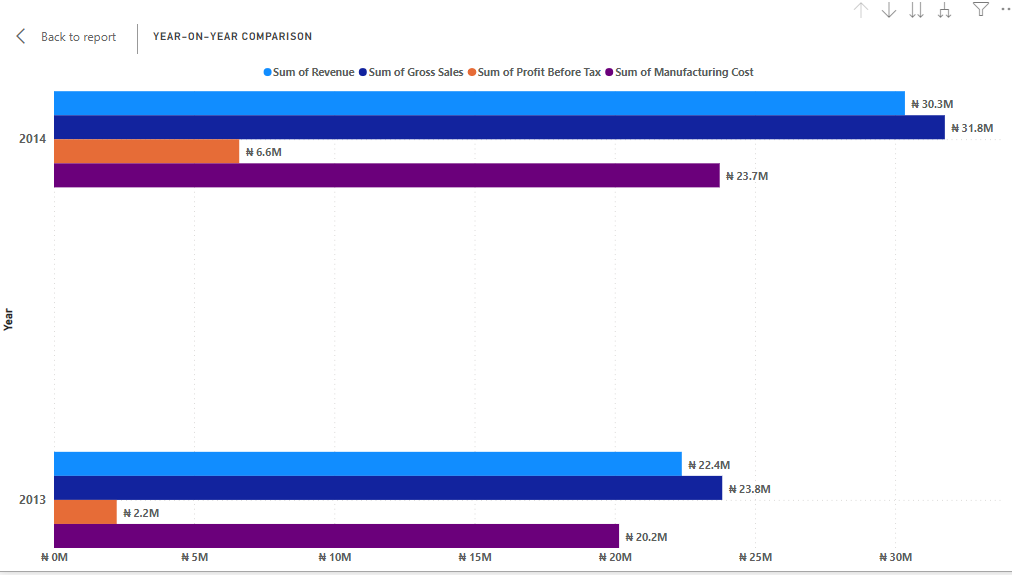 Back to report
YEAR-ON-YEAR COMPARISON
Sum of Revenue Sum of Gross Sales Sum of Profit Before Tax Sum of Manufacturing Cost
Year
2014
₦ 30.3M
₦ 31.8M
₦ 6.6M
₦ 23.7M
2013
₦ 22.4M
₦ 23.8M
₦ 2.2M
₦ 20.2M
₦ 0M ₦ 5M ₦ 10M ₦ 15M ₦ 20M ₦ 25M ₦ 30M